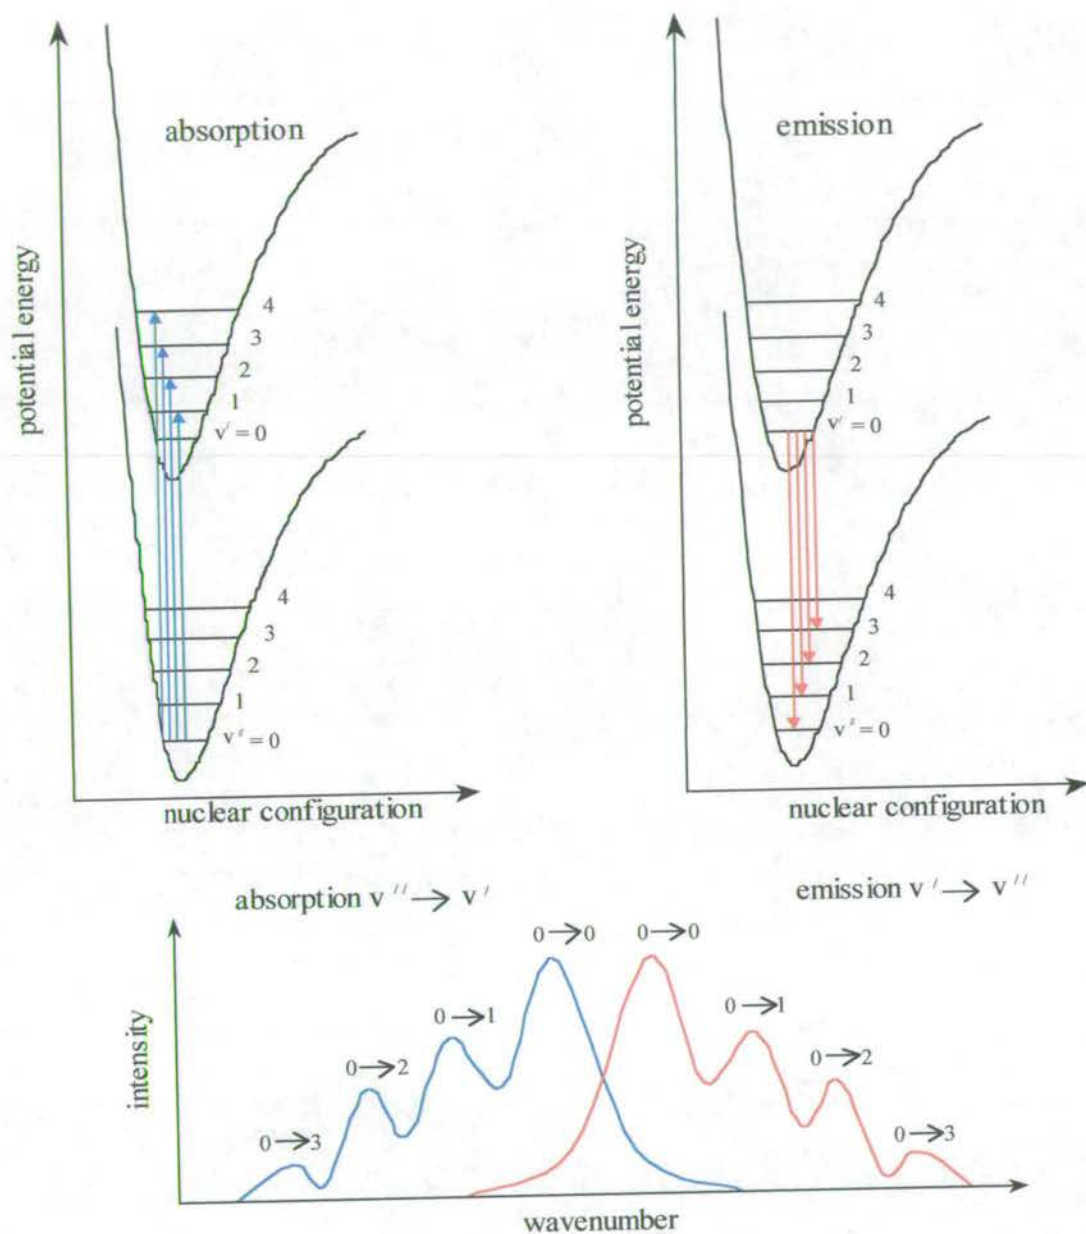 absorption
potential energy
4
3
2
1
v' = 0
4
3
2
1
v'' = 0
nuclear configuration
emission
potential energy
4
3
2
1
v' = 0
4
3
2
1
v'' = 0
nuclear configuration
absorption v'' → v'
emission v' → v''
intensity
0→3
0→2
0→1
0→0
0→0
0→1
0→2
0→3
wavenumber